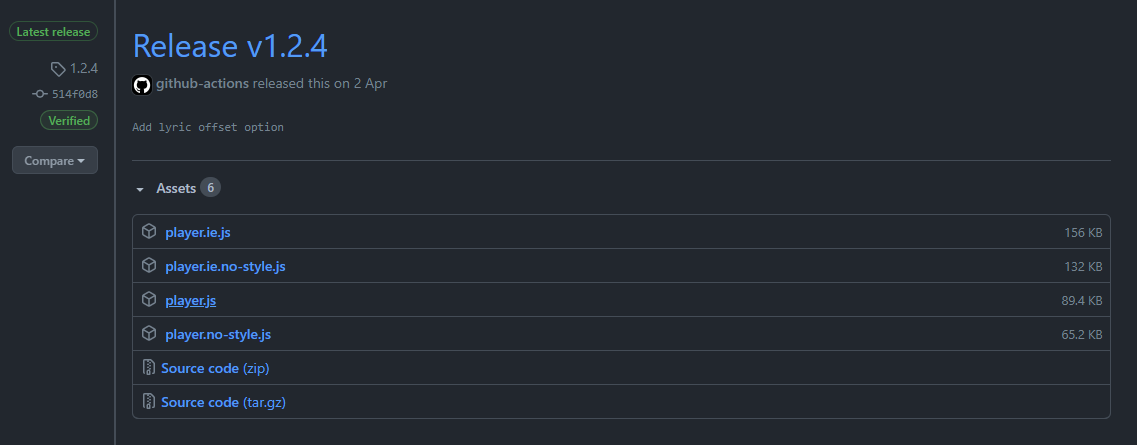 Latest release
1.2.4
514f0d8
Verified
Compare
Release v1.2.4
github-actions released this on 2 Apr
Add lyric offset option
Assets 6
player.ie.js 156 KB
player.ie.no-style.js 132 KB
player.js 89.4 KB
player.no-style.js 65.2 KB
Source code (zip)
Source code (tar.gz)